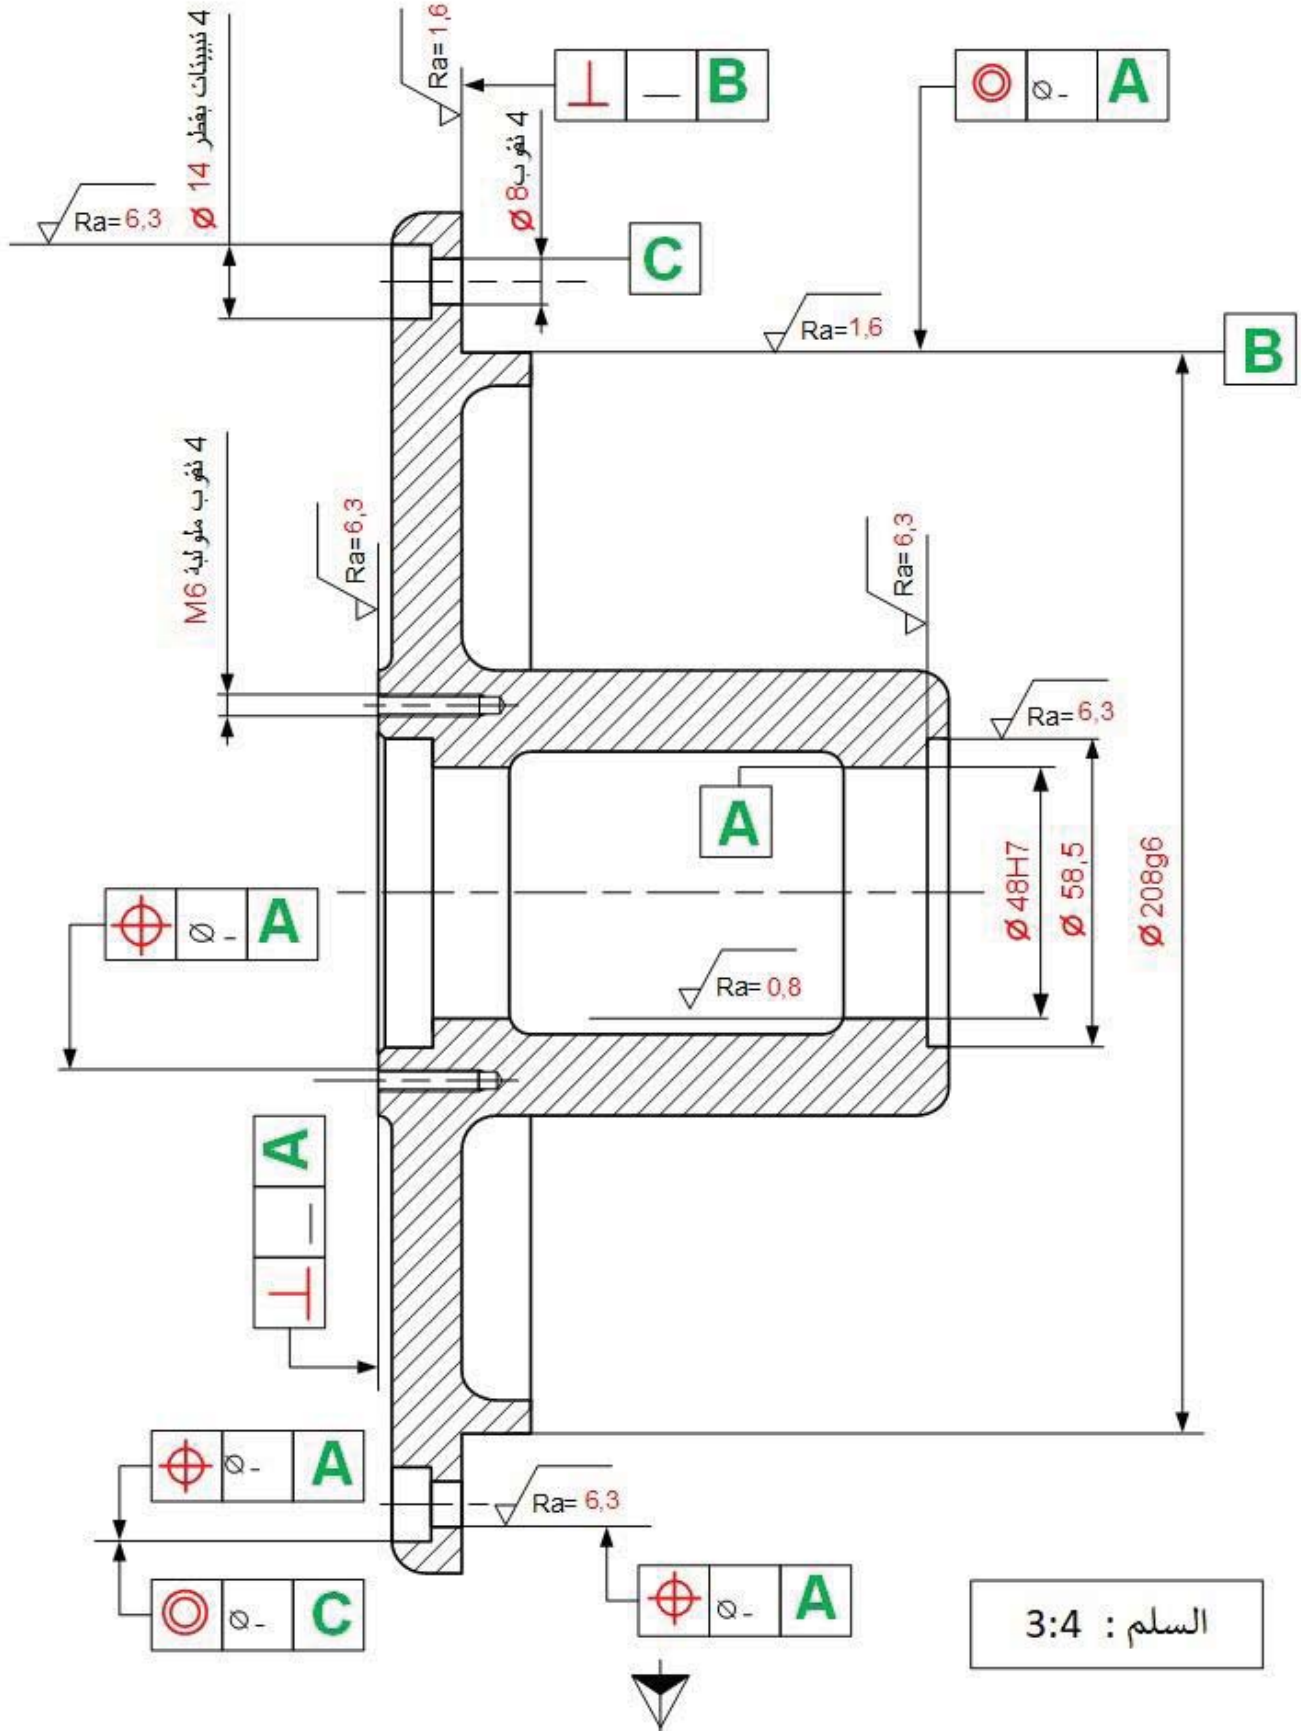 4 تثبيتات بقطر Ø 14
Ra= 1,6
⊥ — B
◎ Ø- A
4 ثقوب Ø 8
Ra= 6,3
C
Ra=1,6
B
4 ثقوب ملولبة M6
Ra= 6,3
Ra= 6,3
Ra= 6,3
A
Ø 48H7
Ø 58,5
Ø 208g6
⌖ Ø - A
Ra= 0,8
⊥ — A
⌖ Ø- A
Ra= 6,3
◎ Ø- C
⌖ Ø- A
السلم : 3:4